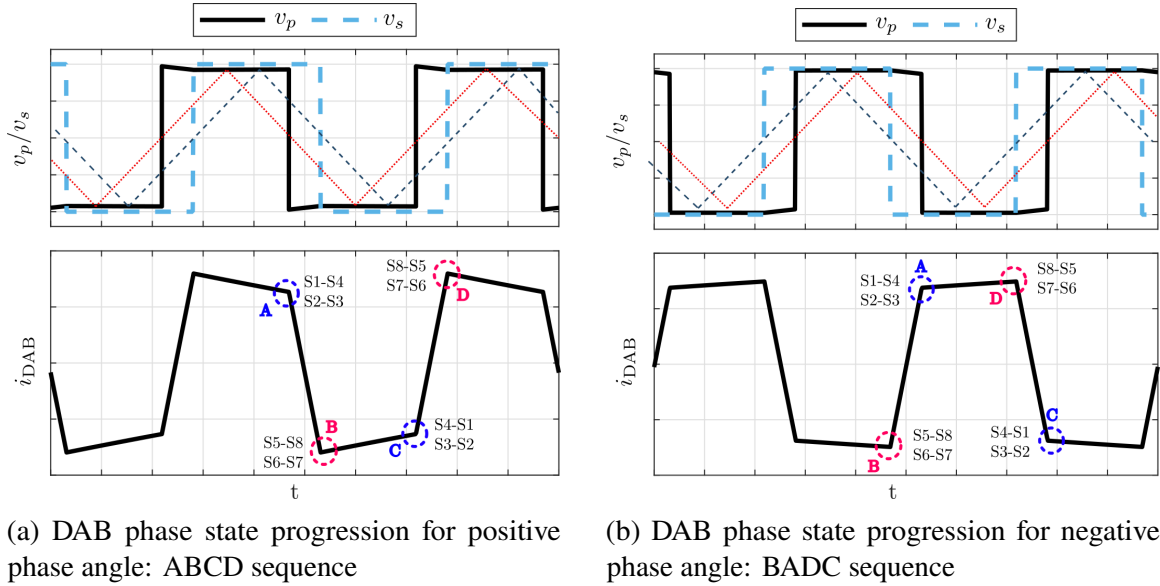 v_p v_s
v_p/v_s
S1-S4
S2-S3
A
S8-S5
S7-S6
D
i_DAB
B
S5-S8
S6-S7
S4-S1
S3-S2
C
t
(a) DAB phase state progression for positive
phase angle: ABCD sequence
v_p v_s
v_p/v_s
A
S1-S4
S2-S3
S8-S5
S7-S6
D
i_DAB
C
S5-S8
S6-S7
B
S4-S1
S3-S2
t
(b) DAB phase state progression for negative
phase angle: BADC sequence